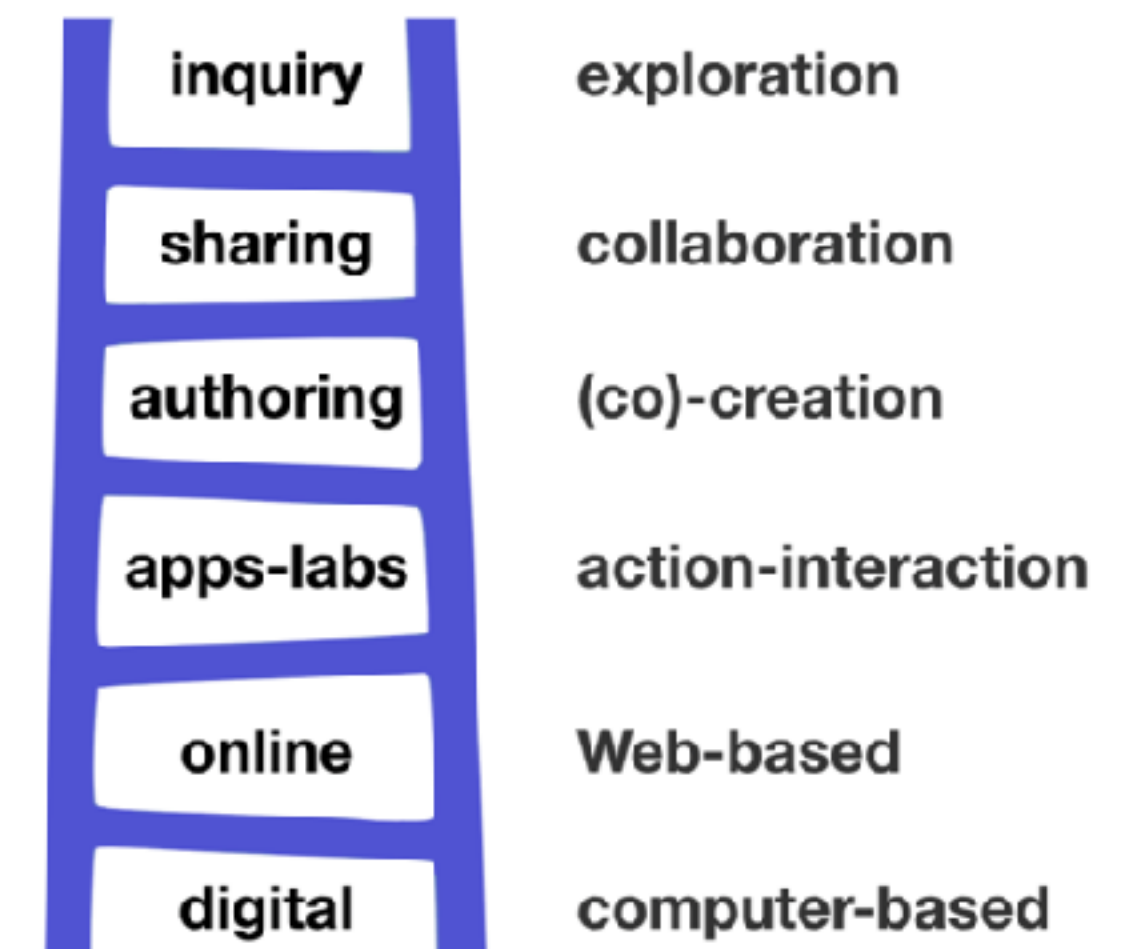 inquiry exploration
sharing collaboration
authoring (co)-creation
apps-labs action-interaction
online Web-based
digital computer-based